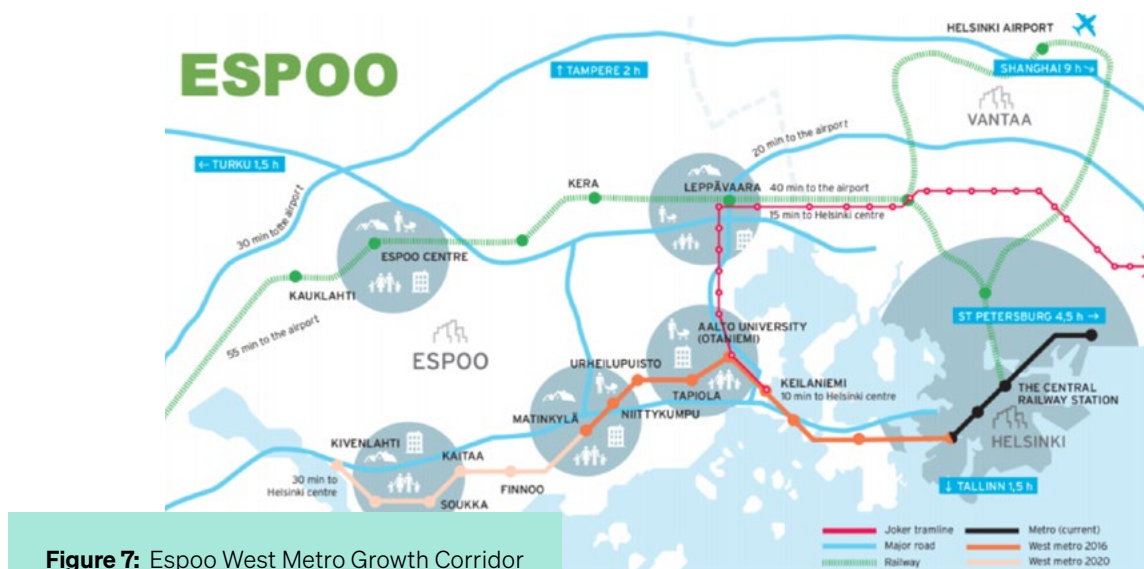 ESPOO
HELSINKI AIRPORT
↑ TAMPERE 2 h
SHANGHAI 9 h →
VANTAA
← TURKU 1,5 h
20 min to the airport
KERA
LEPPÄVAARA
40 min to the airport
15 min to Helsinki centre
30 min to the airport
ESPOO CENTRE
KAUKLAHTI
55 min to the airport
ESPOO
ST PETERSBURG 4,5 h →
AALTO UNIVERSITY
(OTANIEMI)
URHEILUPUISTO
TAPIOLA
KEILANIEMI
10 min to Helsinki centre
THE CENTRAL
RAILWAY STATION
HELSINKI
MATINKYLÄ
NIITTYKUMPU
KIVENLAHTI
KAITAA
30 min to
Helsinki centre
FINNOO
SOUKKA
↓ TALLINN 1,5 h
Joker tramline
Major road
Railway
Metro (current)
West metro 2016
West metro 2020
Figure 7: Espoo West Metro Growth Corridor